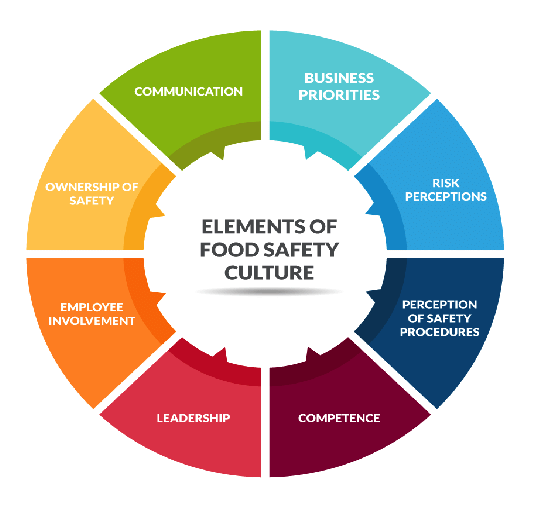 ELEMENTS OF
FOOD SAFETY
CULTURE
BUSINESS
PRIORITIES
RISK
PERCEPTIONS
PERCEPTION
OF SAFETY
PROCEDURES
COMPETENCE
LEADERSHIP
EMPLOYEE
INVOLVEMENT
OWNERSHIP OF
SAFETY
COMMUNICATION